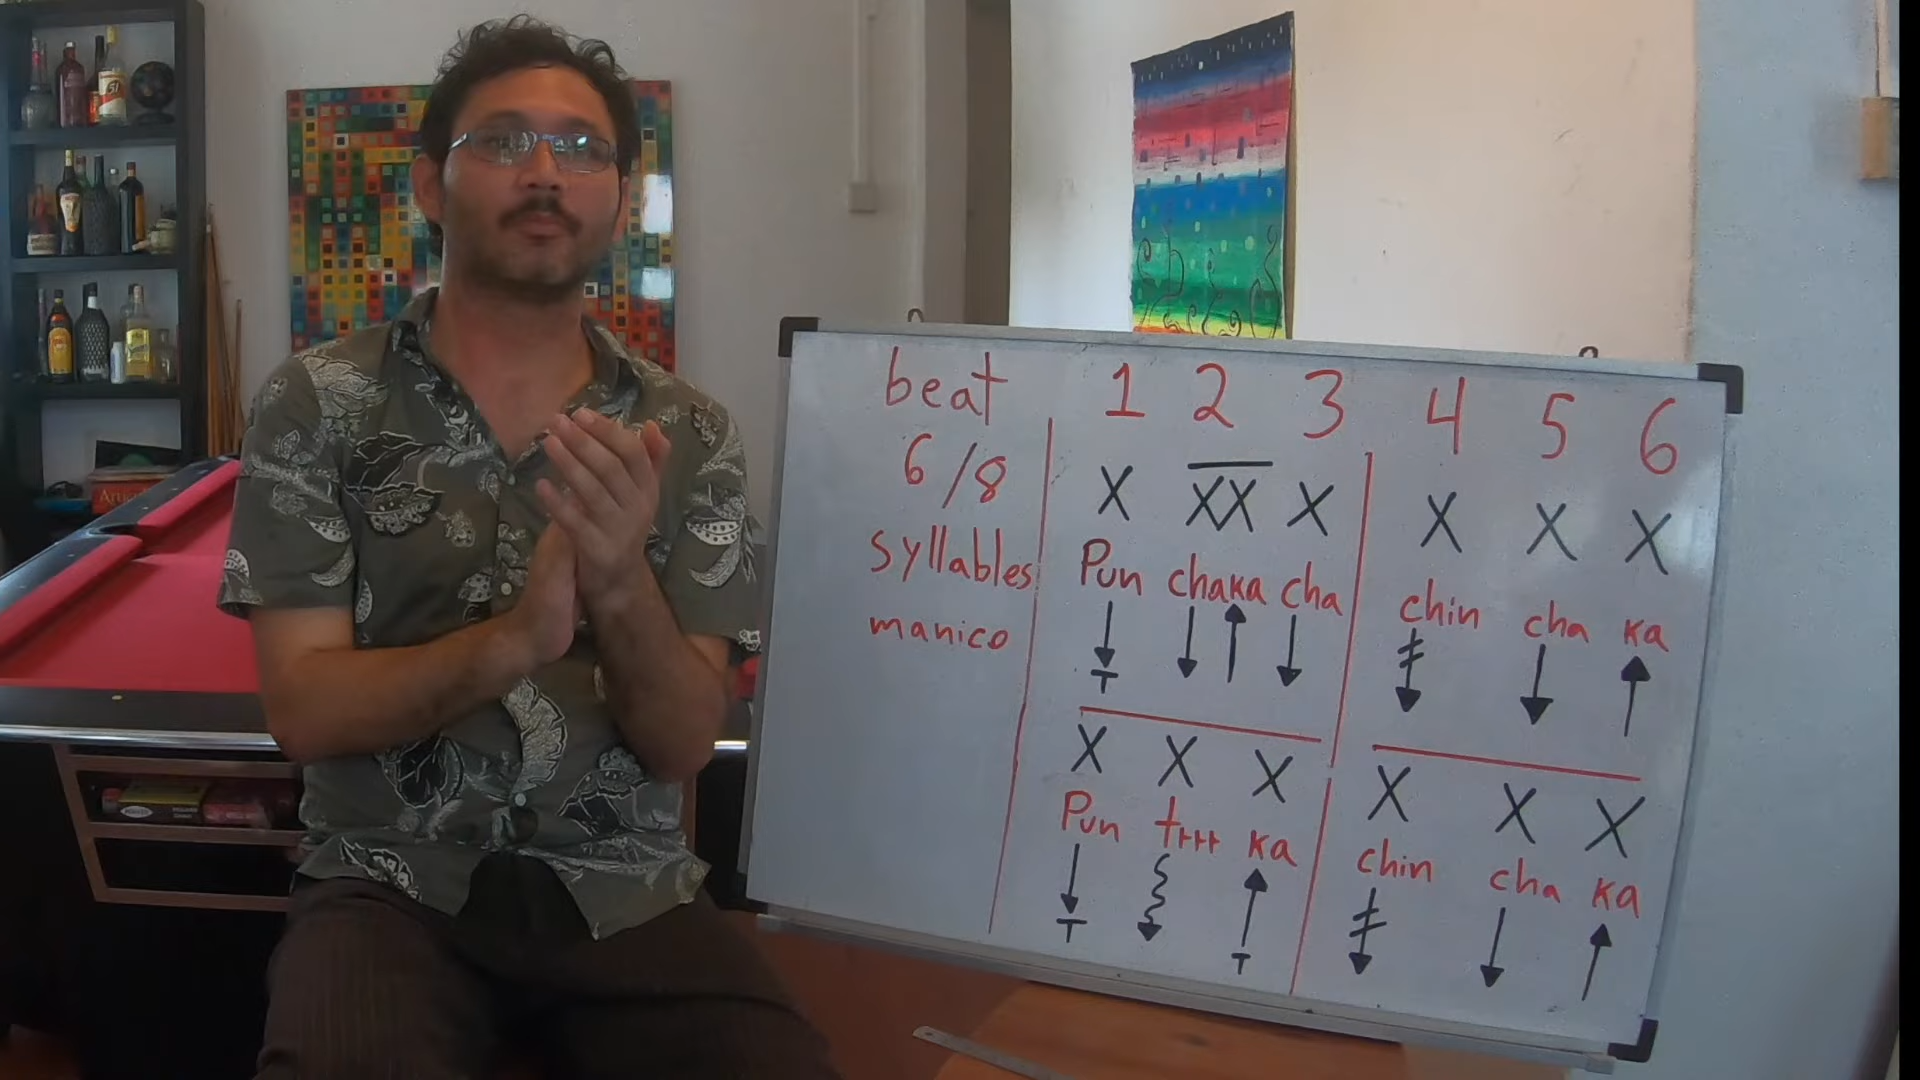 beat 1 2 3 4 5 6
6/8 X XX X X X X
syllables Pun chaka cha chin cha ka
manico T
X X X X X X
Pun trrr ka chin cha ka
T T
51